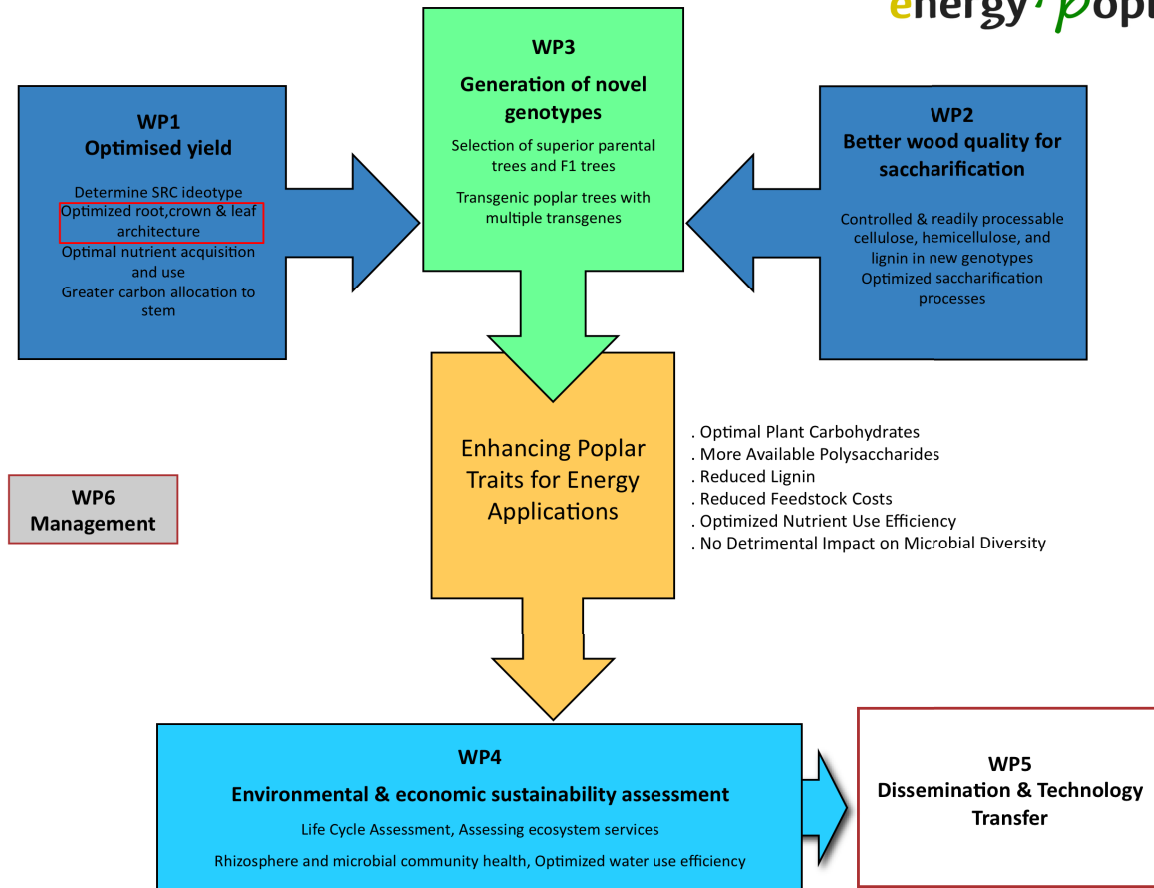 energy popl
WP3
Generation of novel
genotypes
Selection of superior parental
trees and F1 trees
Transgenic poplar trees with
multiple transgenes
WP1
Optimised yield
Determine SRC ideotype
Optimized root,crown & leaf
architecture
Optimal nutrient acquisition
and use
Greater carbon allocation to
stem
WP2
Better wood quality for
saccharification
Controlled & readily processable
cellulose, hemicellulose, and
lignin in new genotypes
Optimized saccharification
processes
Enhancing Poplar
Traits for Energy
Applications
. Optimal Plant Carbohydrates
. More Available Polysaccharides
. Reduced Lignin
. Reduced Feedstock Costs
. Optimized Nutrient Use Efficiency
. No Detrimental Impact on Microbial Diversity
WP6
Management
WP4
Environmental & economic sustainability assessment
Life Cycle Assessment, Assessing ecosystem services
Rhizosphere and microbial community health, Optimized water use efficiency
WP5
Dissemination & Technology
Transfer